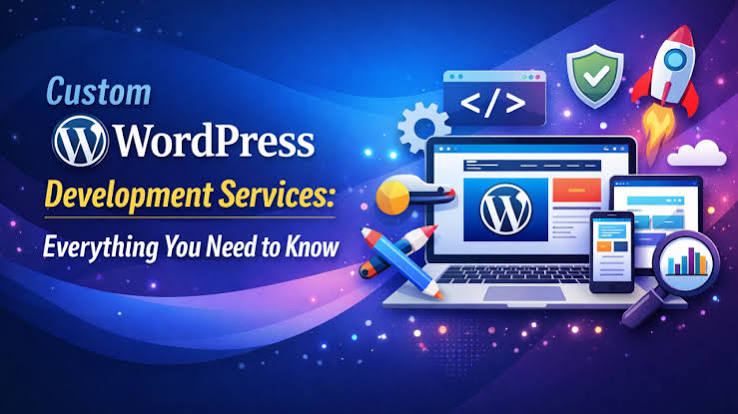 Custom
WordPress
Development Services:
Everything You Need to Know
</>